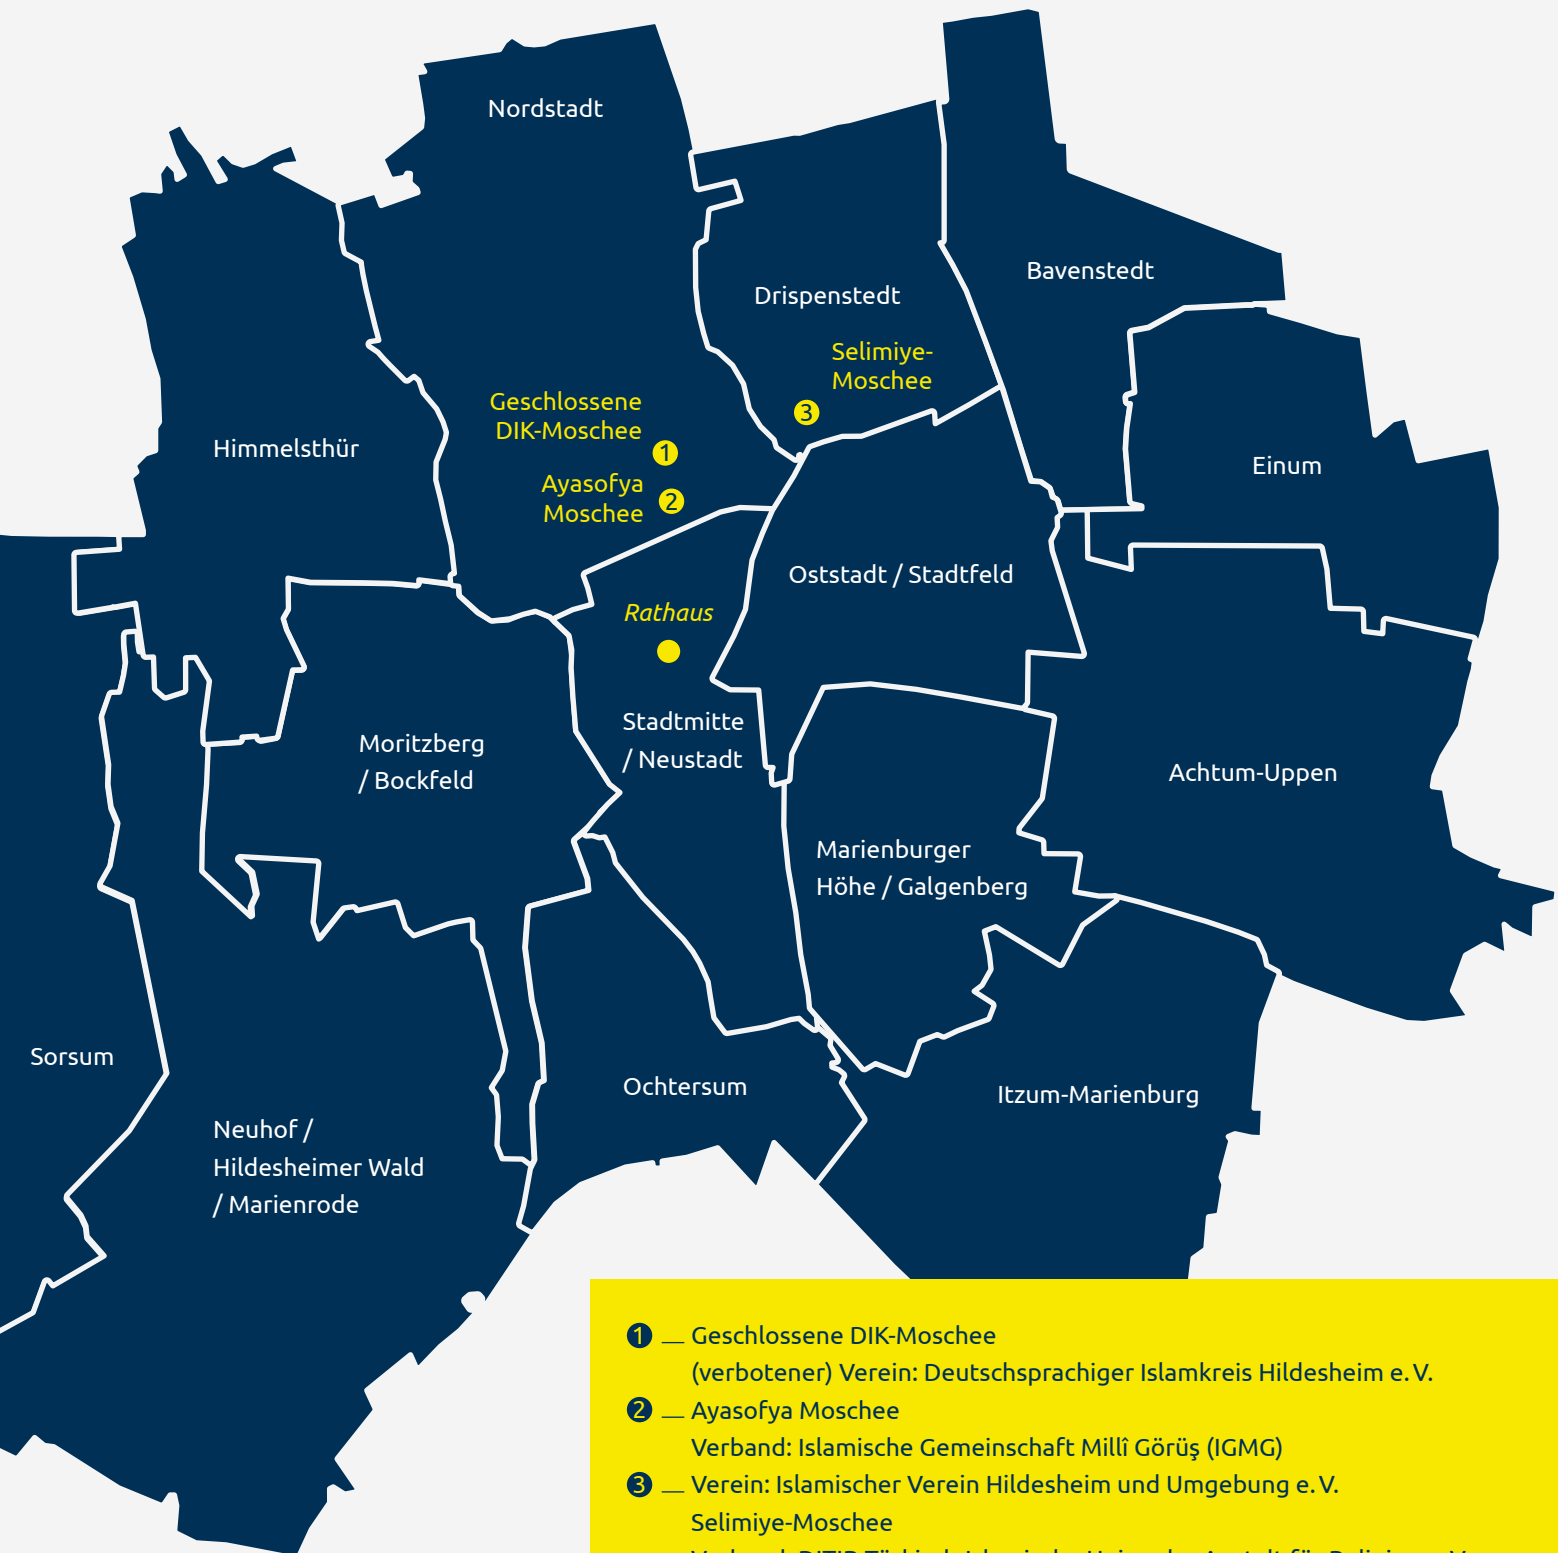 Nordstadt
Bavenstedt
Drispenstedt
Selimiye-
Moschee
3
Geschlossene
DIK-Moschee
1
Himmelsthür
Einum
Ayasofya
Moschee
2
Oststadt / Stadtfeld
Rathaus
Stadtmitte
/ Neustadt
Moritzberg
/ Bockfeld
Achtum-Uppen
Marienburger
Höhe / Galgenberg
Sorsum
Ochtersum
Itzum-Marienburg
Neuhof /
Hildesheimer Wald
/ Marienrode
1 — Geschlossene DIK-Moschee
(verbotener) Verein: Deutschsprachiger Islamkreis Hildesheim e. V.
2 — Ayasofya Moschee
Verband: Islamische Gemeinschaft Millî Görüş (IGMG)
3 — Verein: Islamischer Verein Hildesheim und Umgebung e. V.
Selimiye-Moschee